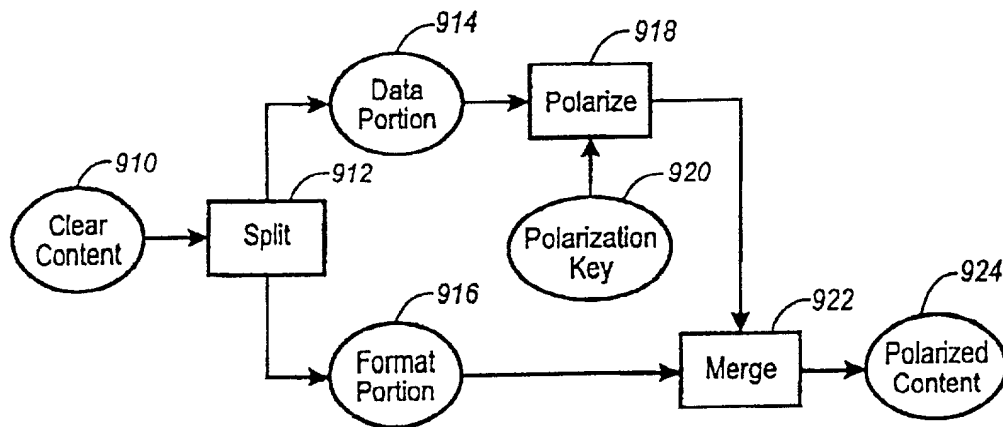 914
Data
Portion
918
Polarize
910
Clear
Content
912
Split
920
Polarization
Key
916
Format
Portion
922
Merge
924
Polarized
Content